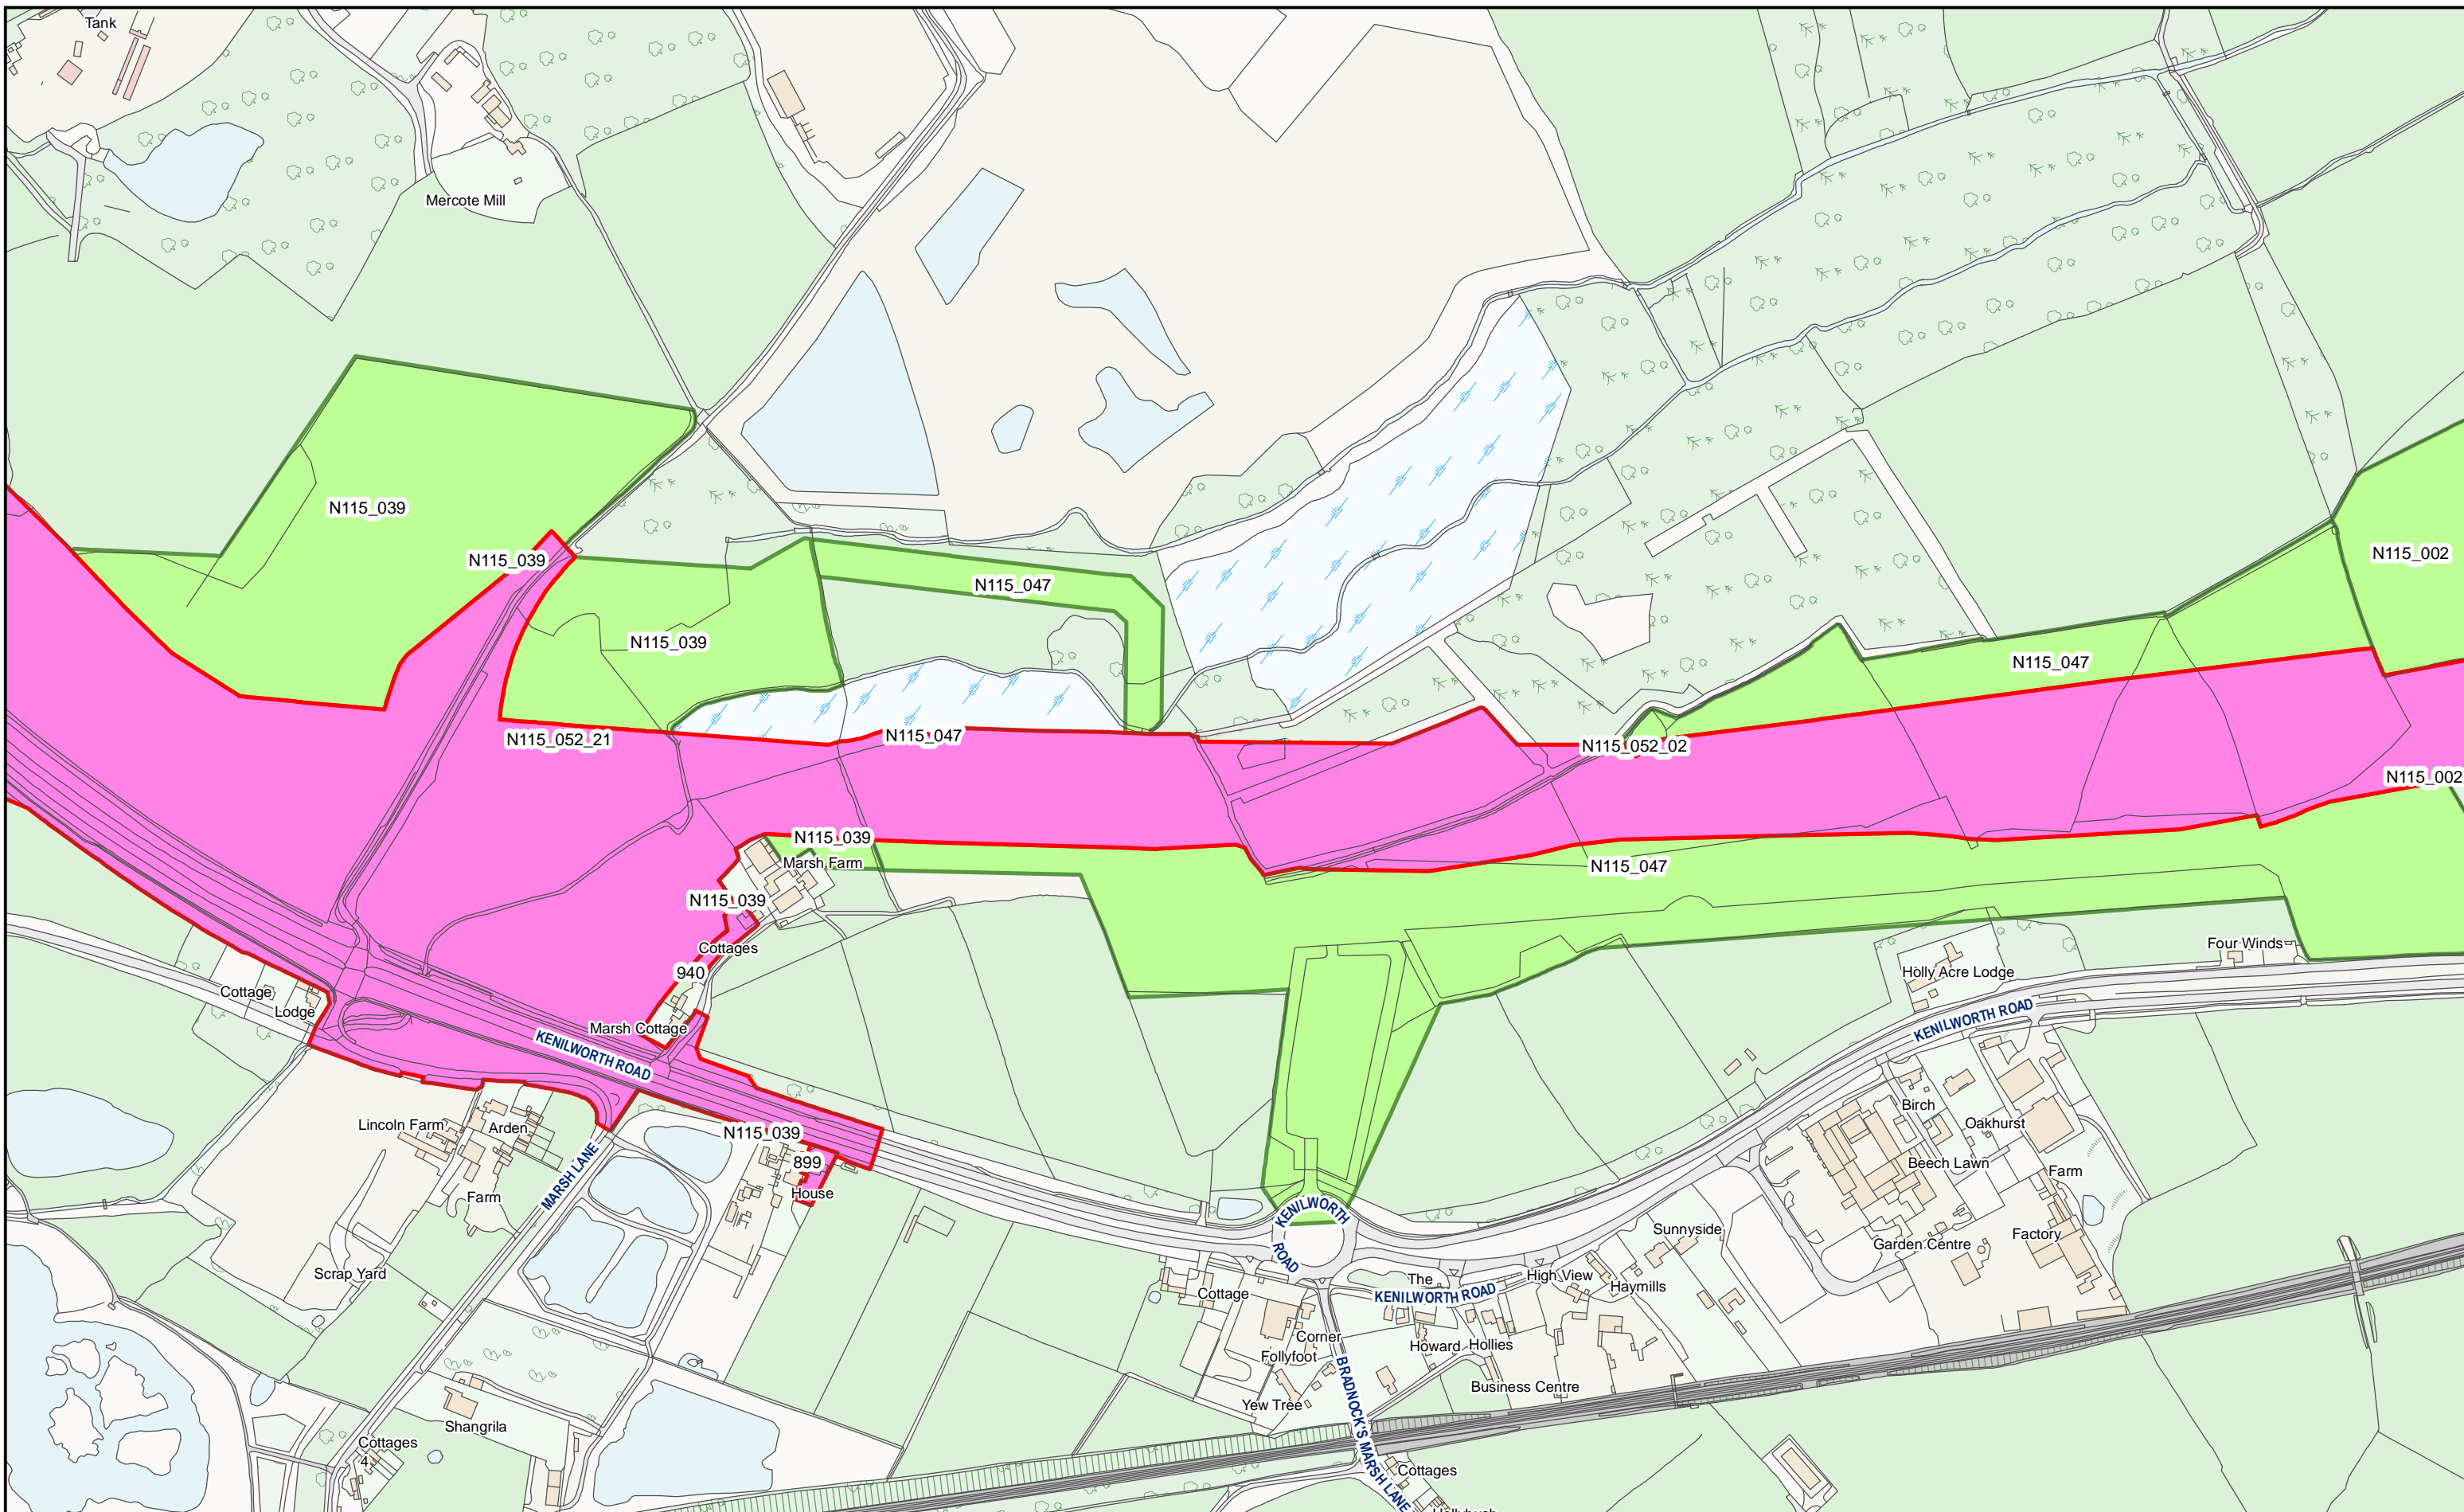 Tank
Mercote Mill
N115_039
N115_039
N115_002
N115_047
N115_039
N115_047
N115_052_21
N115_047
N115_052_02
N115_002
N115_039
Marsh Farm
N115_047
N115_039
Cottages
940
Four Winds
Holly Acre Lodge
Cottage
Lodge
Marsh Cottage
KENILWORTH ROAD
KENILWORTH ROAD
Lincoln Farm
Arden
N115_039
899
House
MARSH LANE
Farm
Birch
Oakhurst
Beech Lawn
Farm
KENILWORTH
ROAD
Sunnyside
Factory
Garden Centre
Scrap Yard
The
High View
Haymills
KENILWORTH ROAD
Cottage
Corner
Howard
Hollies
Follyfoot
Business Centre
Yew Tree
BRADNOCK'S MARSH LANE
Shangrila
Cottages
4
Cottages